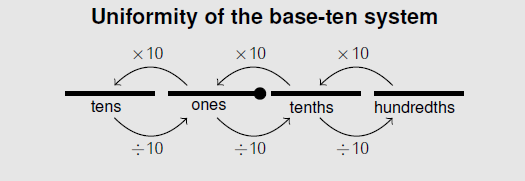 Uniformity of the base-ten system
×10 ×10 ×10
tens ones tenths hundredths
÷10 ÷10 ÷10